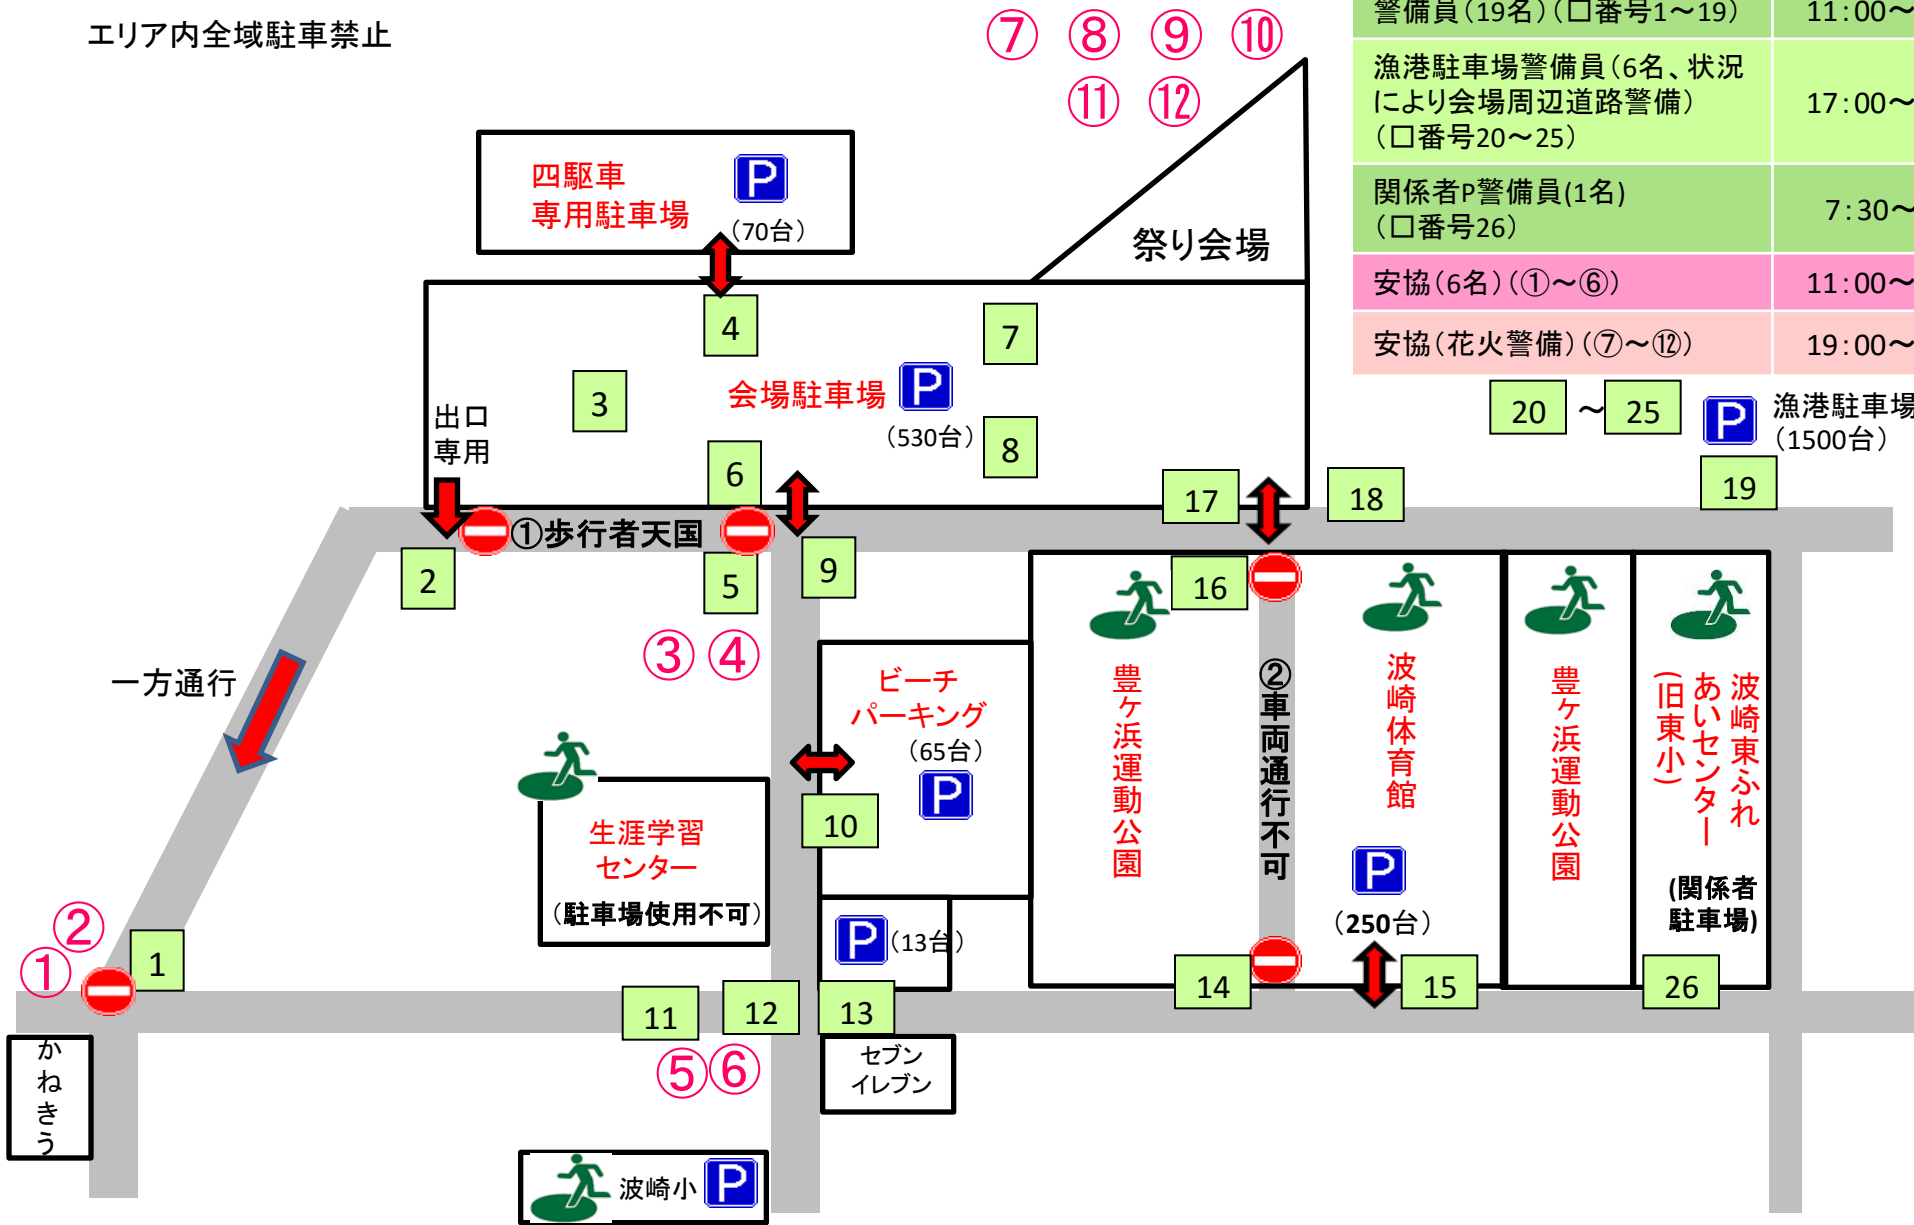 エリア内全域駐車禁止
⑦ ⑧ ⑨ ⑩
⑪ ⑫
警備員（19名）（口番号1～19） 11：00～
漁港駐車場警備員（6名、状況
により会場周辺道路警備）
（口番号20～25）
17：00～
関係者P警備員(1名)
（口番号26）
7：30～
安協（6名）（①～⑥） 11：00～
安協（花火警備）（⑦～⑫） 19：00～
20 ～ 25
P
漁港駐車場
（1500台）
四駆車
専用駐車場
P
（70台）
祭り会場
4
7
3
会場駐車場
P
（530台）
8
出口
専用
6
17
18
19
①歩行者天国
2
5
9
16
③ ④
一方通行
ビーチ
パーキング
（65台）
P
10
豊ヶ浜運動公園
②車両通行不可
波崎体育館
P
（250台）
豊ヶ浜運動公園
波崎東ふれ
あいセンター
(旧東小)
(関係者
駐車場)
生涯学習
センター
（駐車場使用不可）
P
（13台）
②
①
1
11
12
13
14
15
26
⑤ ⑥
セブン
イレブン
かねきう
波崎小
P